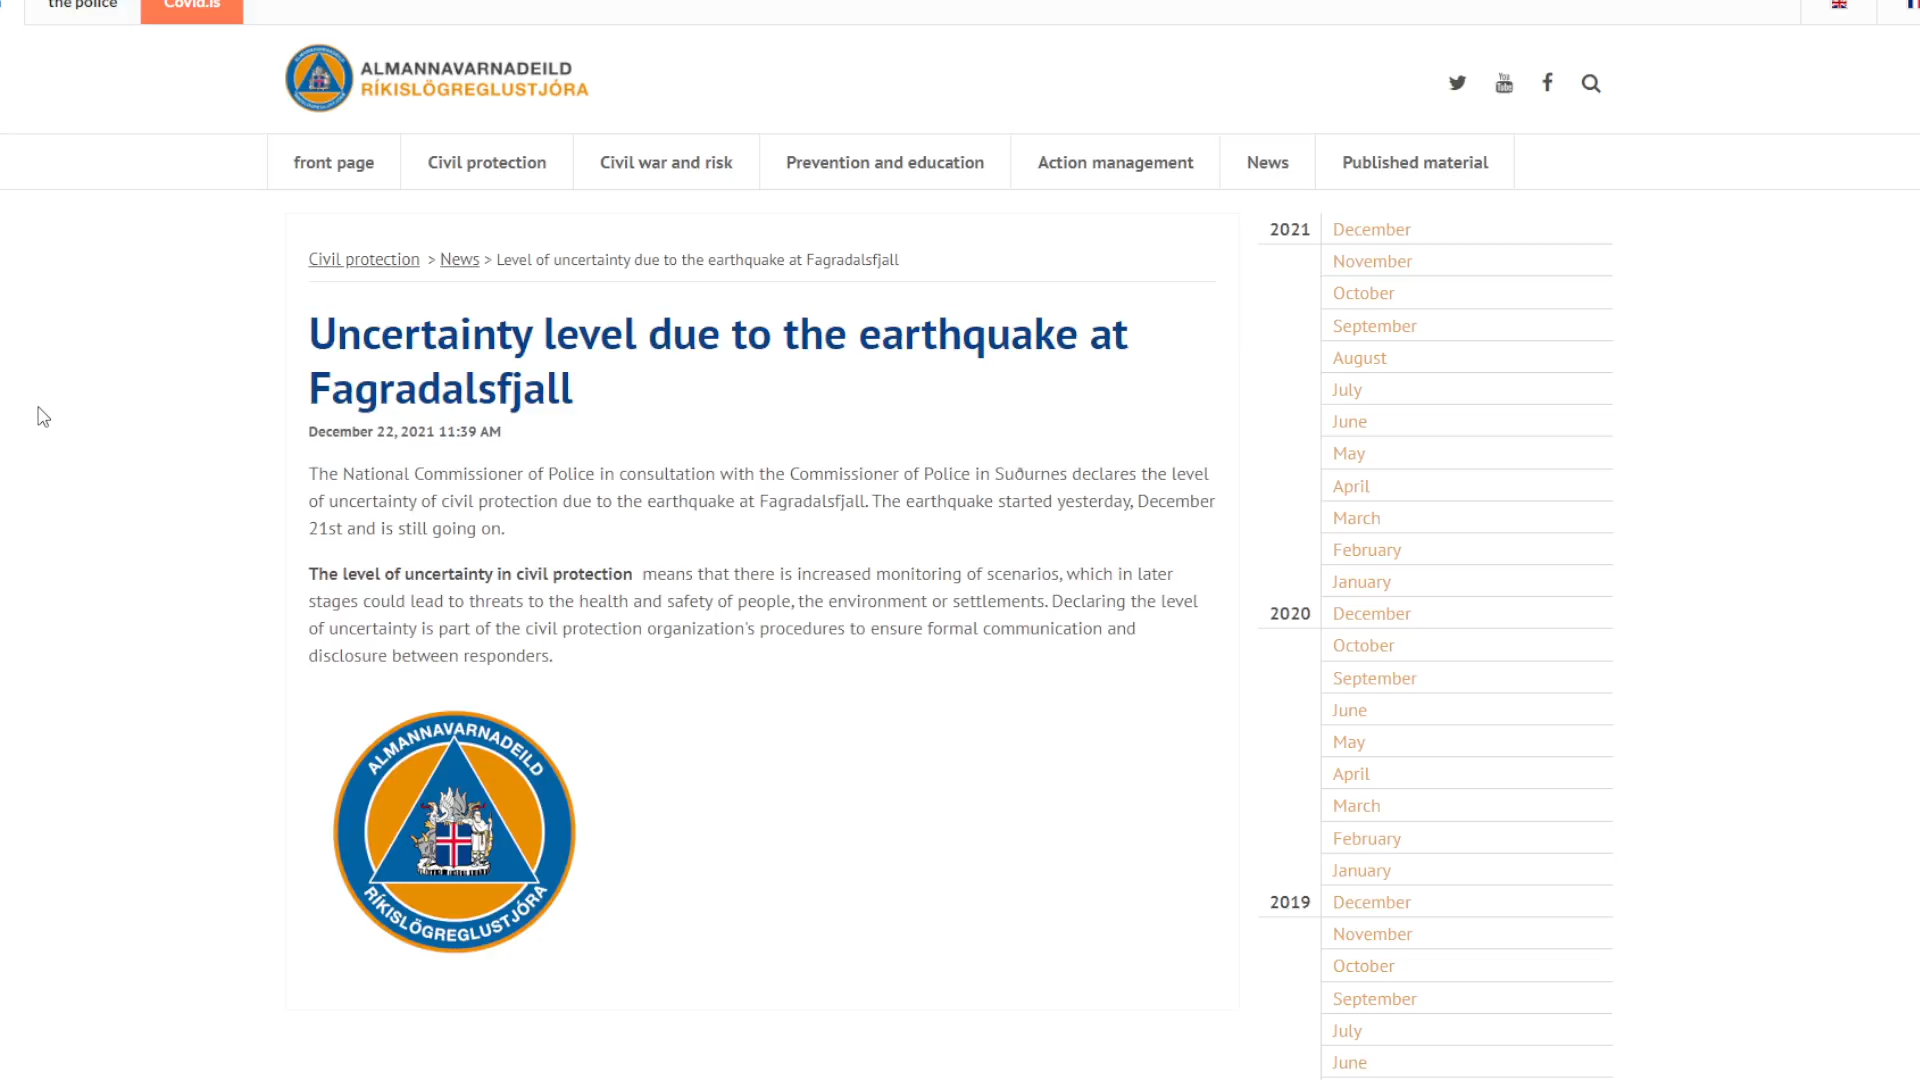 the police
Covid.is
ALMANNAVARNADEILD
RÍKISLÖGREGLUSTJÓRA
You
Tube
front page
Civil protection
Civil war and risk
Prevention and education
Action management
News
Published material
Civil protection > News > Level of uncertainty due to the earthquake at Fagradalsfjall
Uncertainty level due to the earthquake at
Fagradalsfjall
December 22, 2021 11:39 AM
The National Commissioner of Police in consultation with the Commissioner of Police in Suðurnes declares the level
of uncertainty of civil protection due to the earthquake at Fagradalsfjall. The earthquake started yesterday, December
21st and is still going on.
The level of uncertainty in civil protection means that there is increased monitoring of scenarios, which in later
stages could lead to threats to the health and safety of people, the environment or settlements. Declaring the level
of uncertainty is part of the civil protection organization's procedures to ensure formal communication and
disclosure between responders.
ALMANNAVARNADEILD
RÍKISLÖGREGLUSTJÓRA
2021 December
November
October
September
August
July
June
May
April
March
February
January
2020 December
October
September
June
May
April
March
February
January
2019 December
November
October
September
July
June